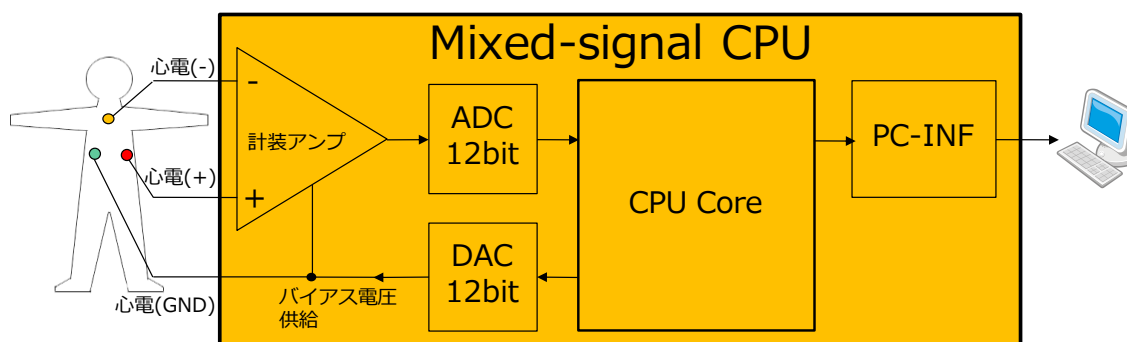 Mixed-signal CPU
心電(-)
-
計装アンプ
ADC
12bit
PC-INF
心電(+)
+
CPU Core
DAC
12bit
バイアス電圧
供給
心電(GND)